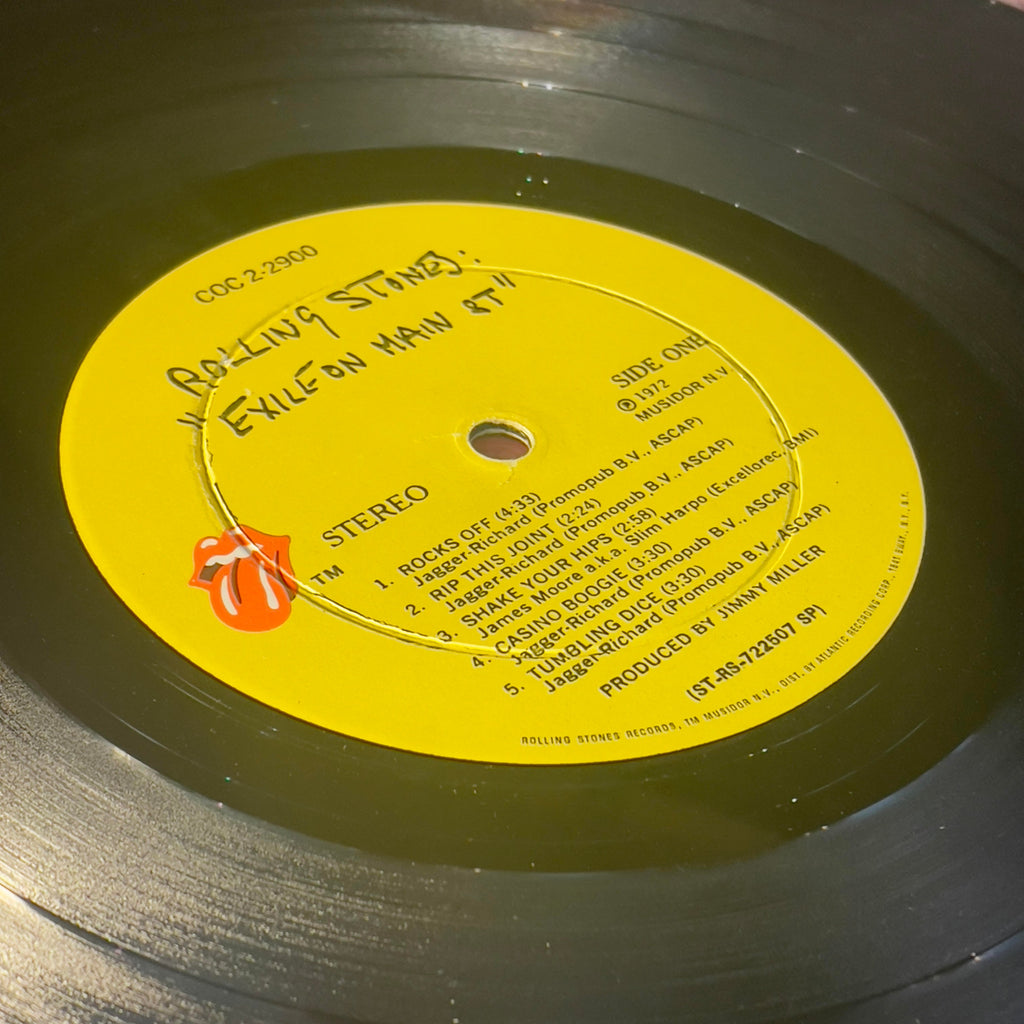 COC 2-2900
"ROLLING STONES:
EXILE ON MAIN ST"
SIDE ONE
Ⓟ 1972
MUSIDOR N.V
STEREO
TM
1. ROCKS OFF (4:33)
Jagger-Richard (Promopub B.V., ASCAP)
2. RIP THIS JOINT (2:24)
Jagger-Richard (Promopub B.V., ASCAP)
3. SHAKE YOUR HIPS (2:58)
James Moore a.k.a. Slim Harpo (Excellorec, BMI)
4. CASINO BOOGIE (3:30)
Jagger-Richard (Promopub B.V., ASCAP)
5. TUMBLING DICE (3:30)
Jagger-Richard (Promopub B.V., ASCAP)
PRODUCED BY JIMMY MILLER
(ST-RS-722507 SP)
ROLLING STONES RECORDS, TM MUSIDOR N.V., DIST. BY ATLANTIC RECORDING CORP., 1841 BWAY., N.Y., N.Y.